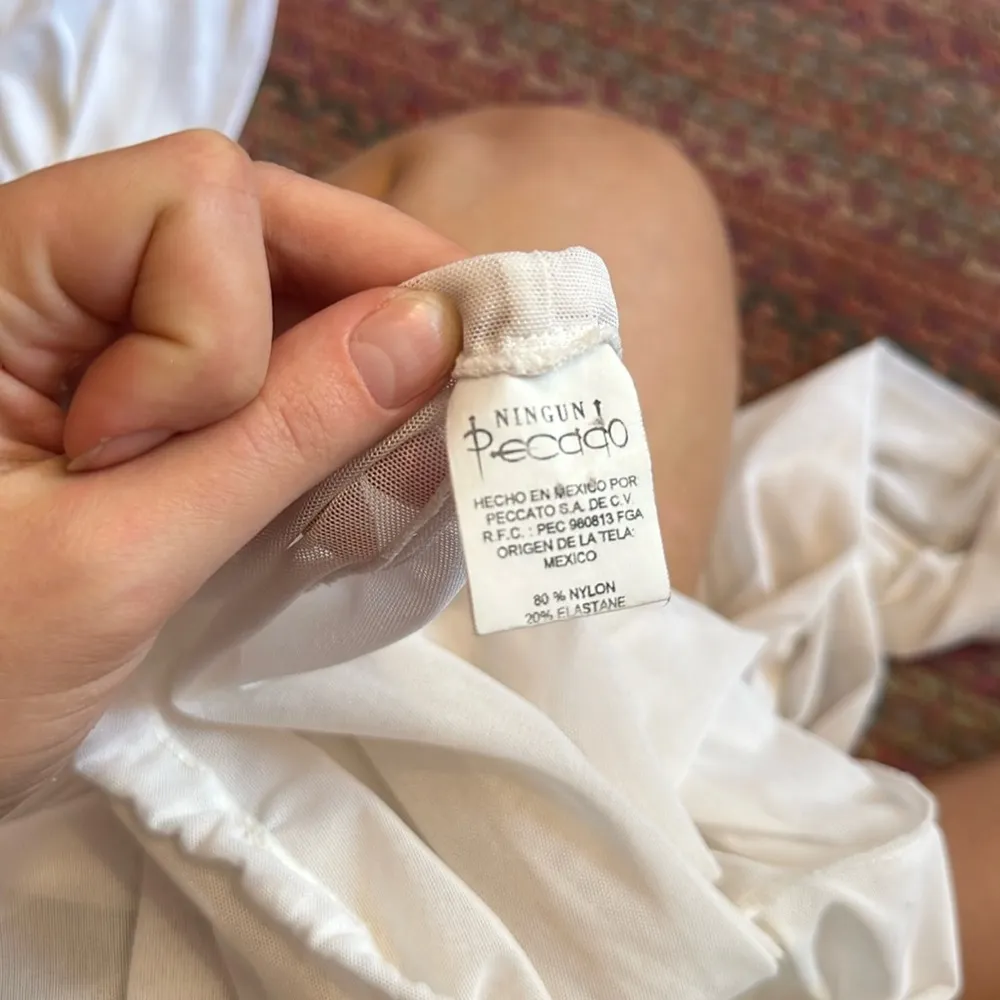 NINGUN
Peccato
HECHO EN MEXICO POR
PECCATO S.A. DE C.V.
R.F.C. : PEC 980813 FGA
ORIGEN DE LA TELA:
MEXICO
80 % NYLON
20% ELASTANE